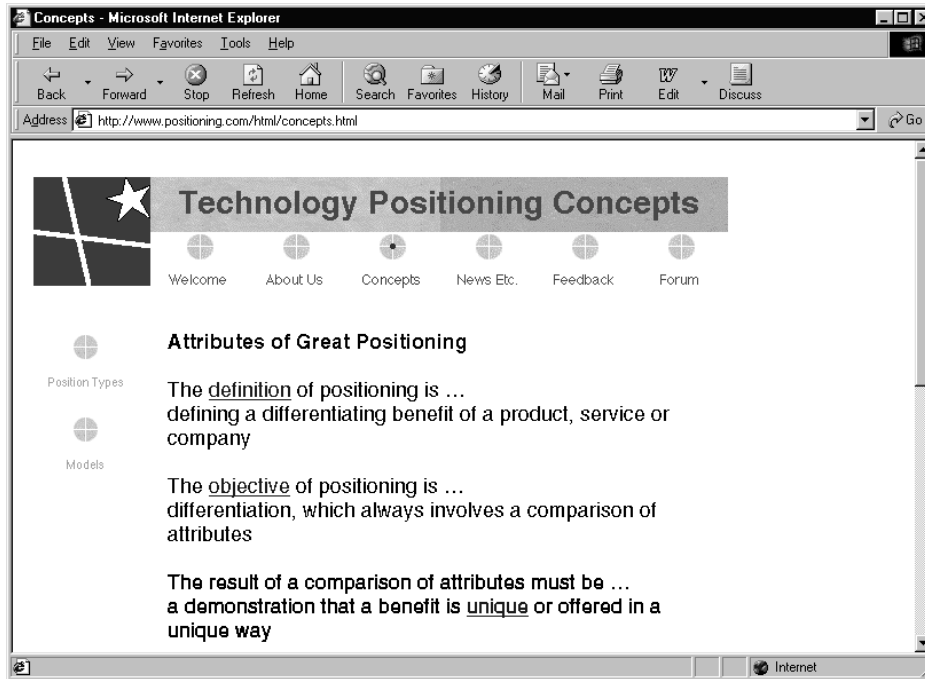 Concepts - Microsoft Internet Explorer
File Edit View Favorites Tools Help
Back Forward Stop Refresh Home Search Favorites History Mail Print Edit Discuss
Address http://www.positioning.com/html/concepts.html Go
Technology Positioning Concepts
Welcome About Us Concepts News Etc. Feedback Forum
Attributes of Great Positioning
Position Types
The definition of positioning is …
defining a differentiating benefit of a product, service or
company
Models
The objective of positioning is …
differentiation, which always involves a comparison of
attributes
The result of a comparison of attributes must be …
a demonstration that a benefit is unique or offered in a
unique way
Internet